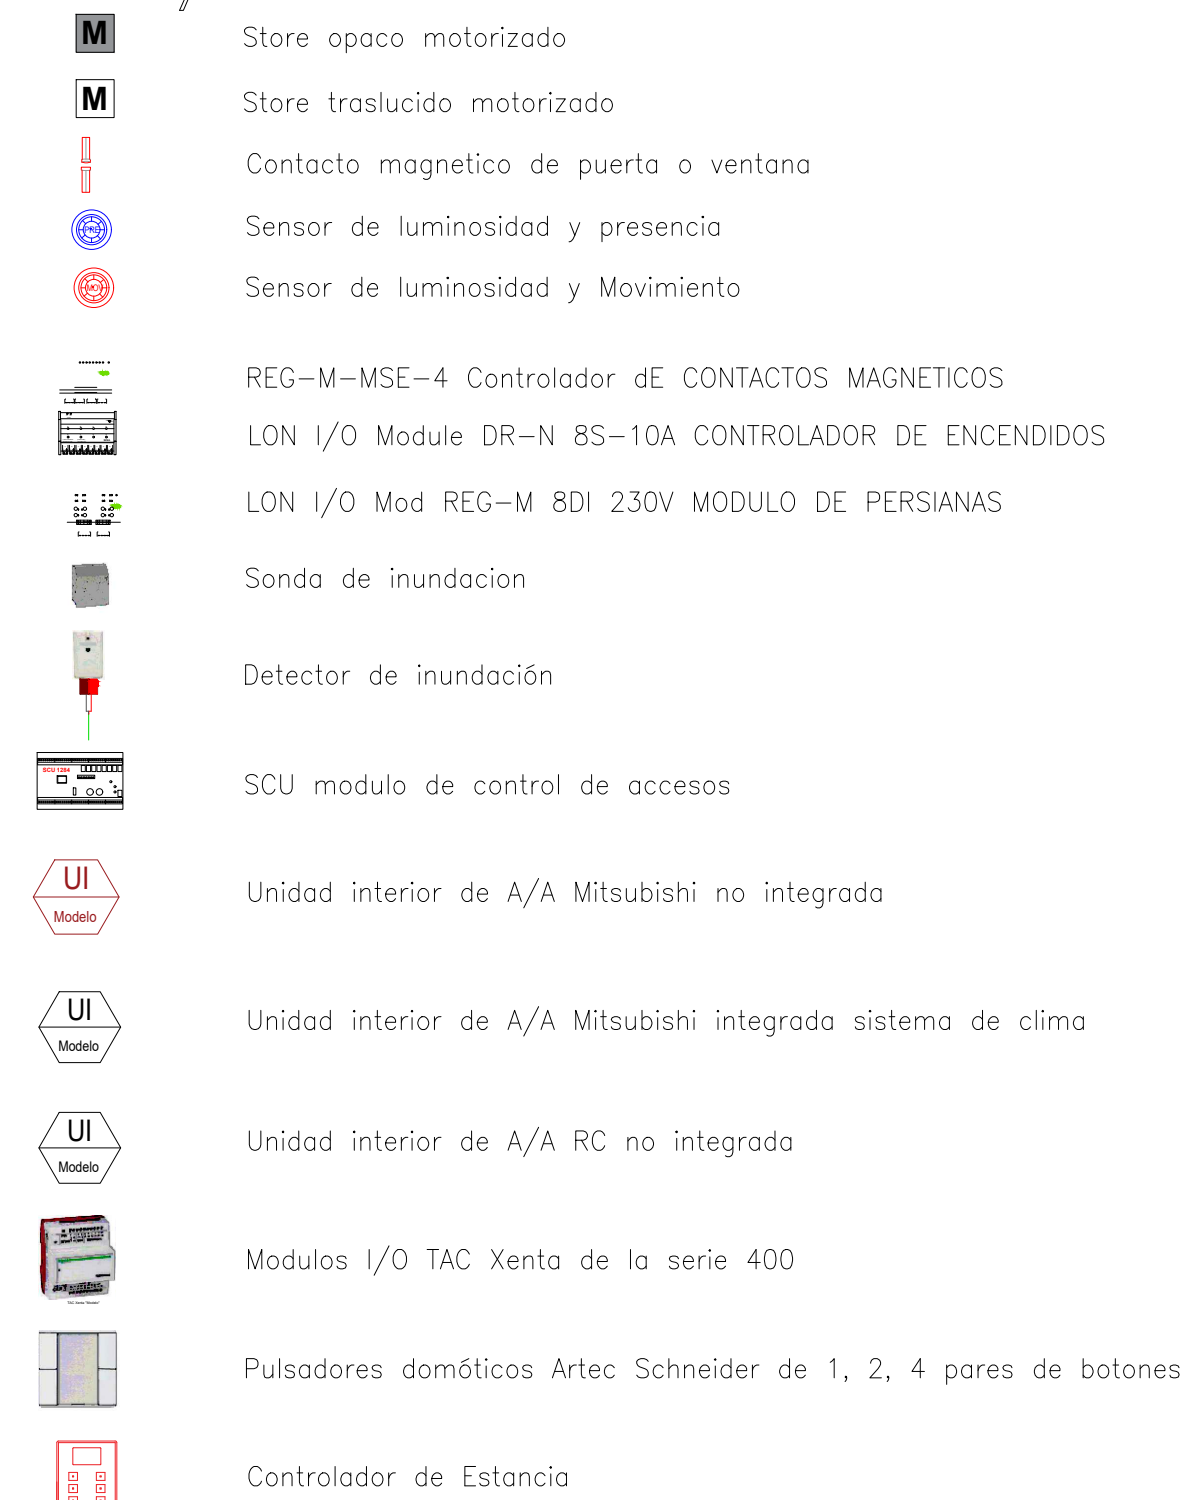 M Store opaco motorizado
M Store traslucido motorizado
Contacto magnetico de puerta o ventana
PRE Sensor de luminosidad y presencia
MOV Sensor de luminosidad y Movimiento
REG-M-MSE-4 Controlador dE CONTACTOS MAGNETICOS
LON I/O Module DR-N 8S-10A CONTROLADOR DE ENCENDIDOS
LON I/O Mod REG-M 8DI 230V MODULO DE PERSIANAS
Sonda de inundacion
Detector de inundación
SCU 1284
SCU modulo de control de accesos
UI
Modelo
Unidad interior de A/A Mitsubishi no integrada
UI
Modelo
Unidad interior de A/A Mitsubishi integrada sistema de clima
UI
Modelo
Unidad interior de A/A RC no integrada
Modulos I/O TAC Xenta de la serie 400
TAC Xenta "Modelo"
Pulsadores domóticos Artec Schneider de 1, 2, 4 pares de botones
Controlador de Estancia